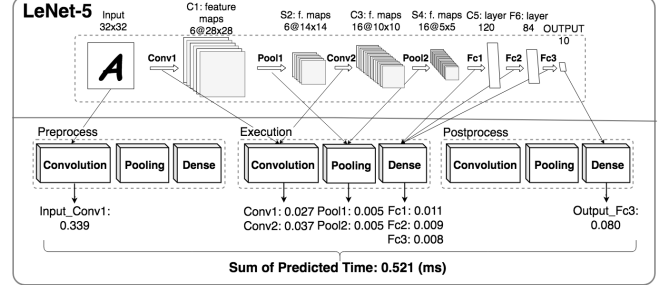 LeNet-5
Input
32x32
C1: feature
maps
6@28x28
S2: f. maps
6@14x14
C3: f. maps
16@10x10
S4: f. maps
16@5x5
C5: layer
120
F6: layer
84
OUTPUT
10
A
Conv1
Pool1
Conv2
Pool2
Fc1
Fc2
Fc3
Preprocess
Convolution
Pooling
Dense
Execution
Convolution
Pooling
Dense
Postprocess
Convolution
Pooling
Dense
Input_Conv1:
0.339
Conv1: 0.027 Pool1: 0.005 Fc1: 0.011
Conv2: 0.037 Pool2: 0.005 Fc2: 0.009
Fc3: 0.008
Output_Fc3:
0.080
Sum of Predicted Time: 0.521 (ms)